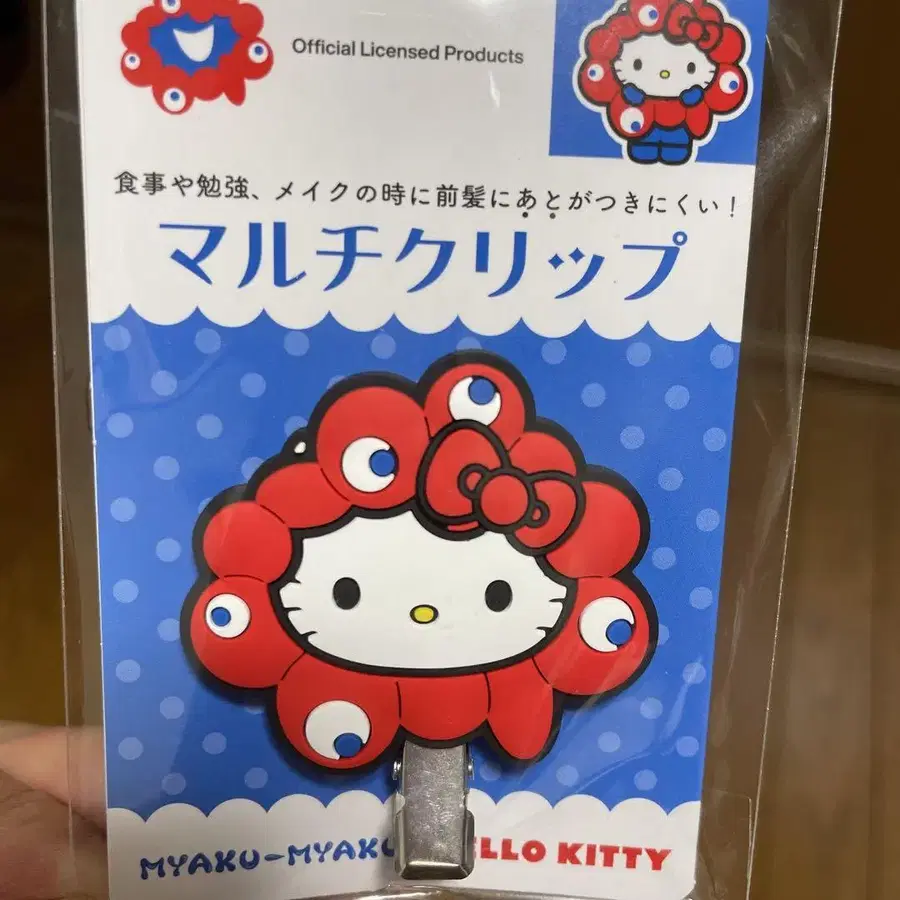 Official Licensed Products
食事や勉強、メイクの時に前髪にあとがつきにくい！
マルチクリップ
MYAKU-MYAKU
ELLO KITTY